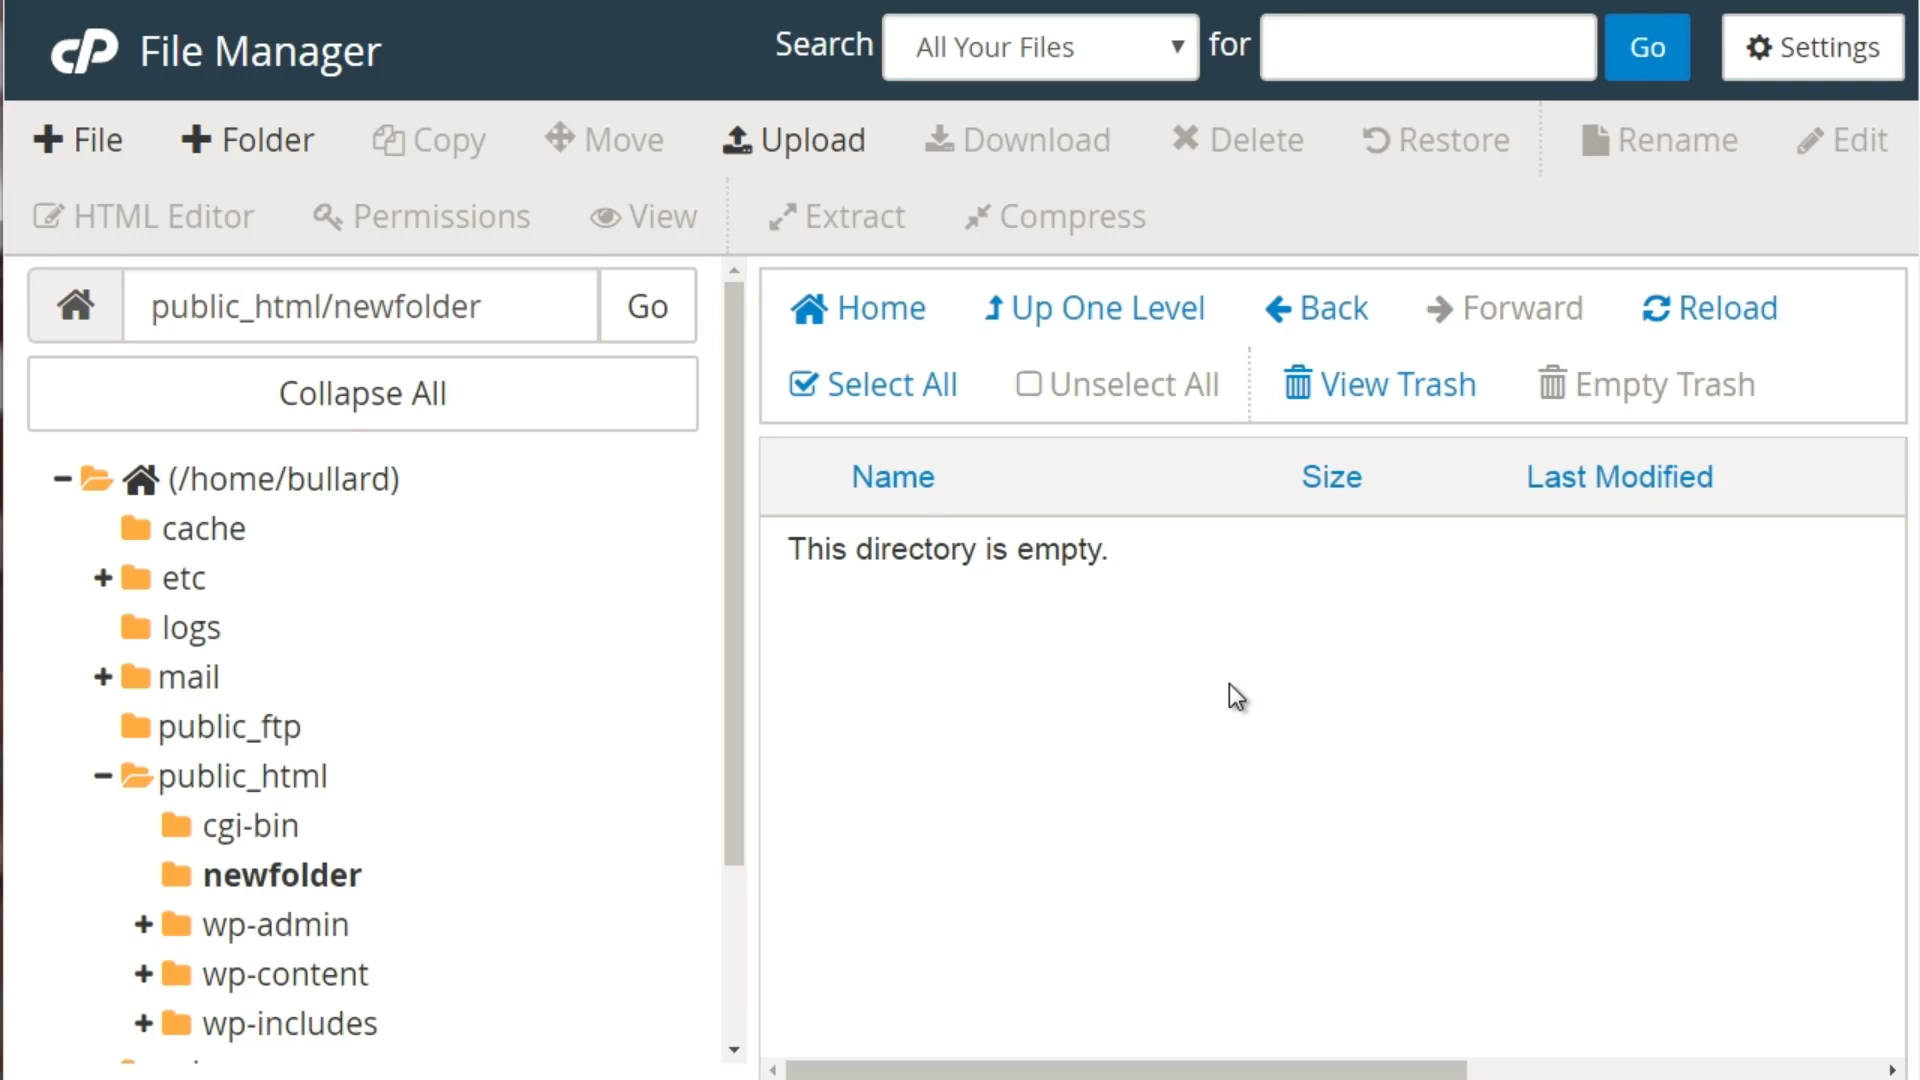 cP File Manager Search All Your Files for Go Settings
File Folder Copy Move Upload Download Delete Restore Rename Edit
HTML Editor Permissions View Extract Compress
public_html/newfolder Go
Collapse All
(/home/bullard)
cache
etc
logs
mail
public_ftp
public_html
cgi-bin
newfolder
wp-admin
wp-content
wp-includes
Home Up One Level Back Forward Reload
Select All Unselect All View Trash Empty Trash
Name Size Last Modified
This directory is empty.